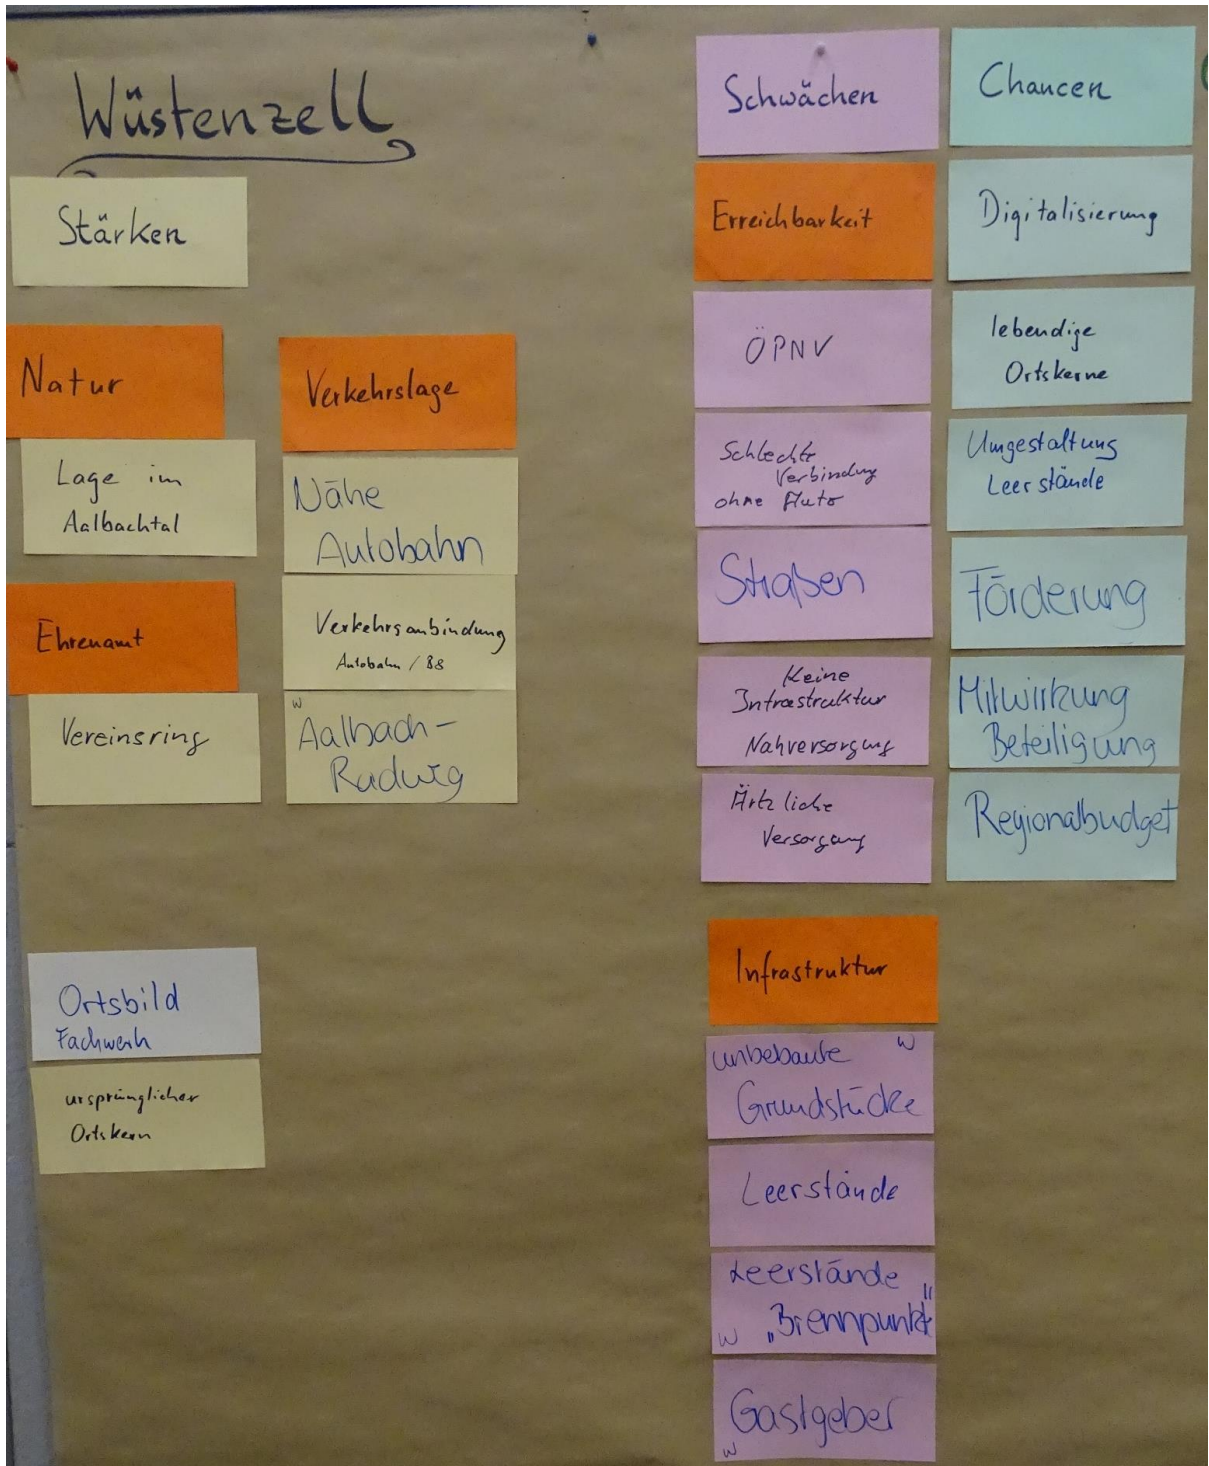 Wüstenzell
Stärken
Natur
Lage im
Aalbachtal
Ehrenamt
Vereinsring
Ortsbild
Fachwerk
ursprünglicher
Ortskern
Verkehrslage
Nähe
Autobahn
Verkehrsanbindung
Autobahn / B8
w
Aalbach-
Radweg
Schwächen
Erreichbarkeit
ÖPNV
Schlechte
Verbindung
ohne Auto
Straßen
Keine
Infrastruktur
Nahversorgung
Ärtzliche
Versorgung
Infrastruktur
unbebaute w
Grundstücke
Leerstände
Leerstände
w „Brennpunkt"
Gastgeber
w
Chancen
Digitalisierung
lebendige
Ortskerne
Umgestaltung
Leerstände
Förderung
Mitwirkung
Beteiligung
Regionalbudget